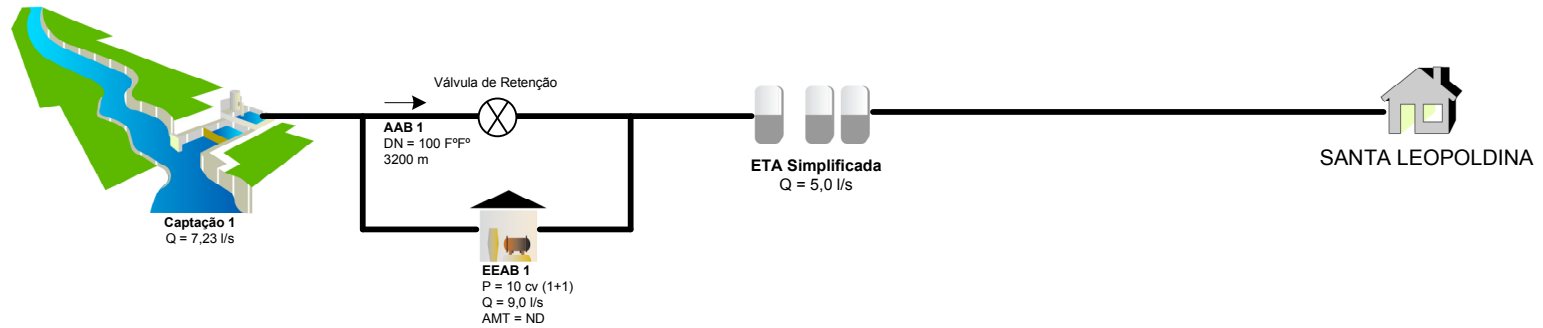 Válvula de Retenção
AAB 1
DN = 100 FºFº
3200 m
ETA Simplificada
Q = 5,0 l/s
SANTA LEOPOLDINA
Captação 1
Q = 7,23 l/s
EEAB 1
P = 10 cv (1+1)
Q = 9,0 l/s
AMT = ND